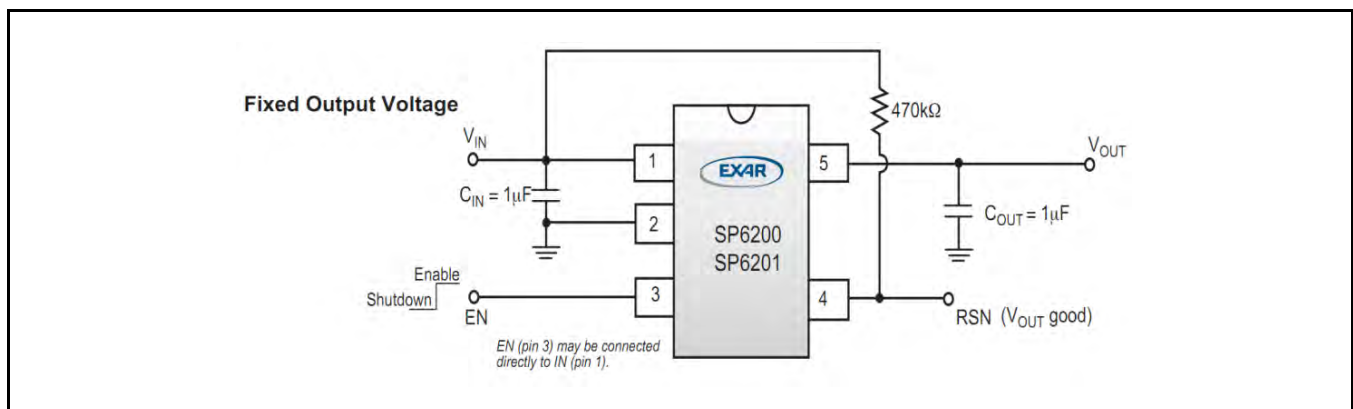 Fixed Output Voltage
VIN
CIN = 1μF
1
2
3
EXAR
SP6200
SP6201
5
4
470kΩ
VOUT
COUT = 1μF
Enable
Shutdown
EN
RSN (VOUT good)
EN (pin 3) may be connected
directly to IN (pin 1).